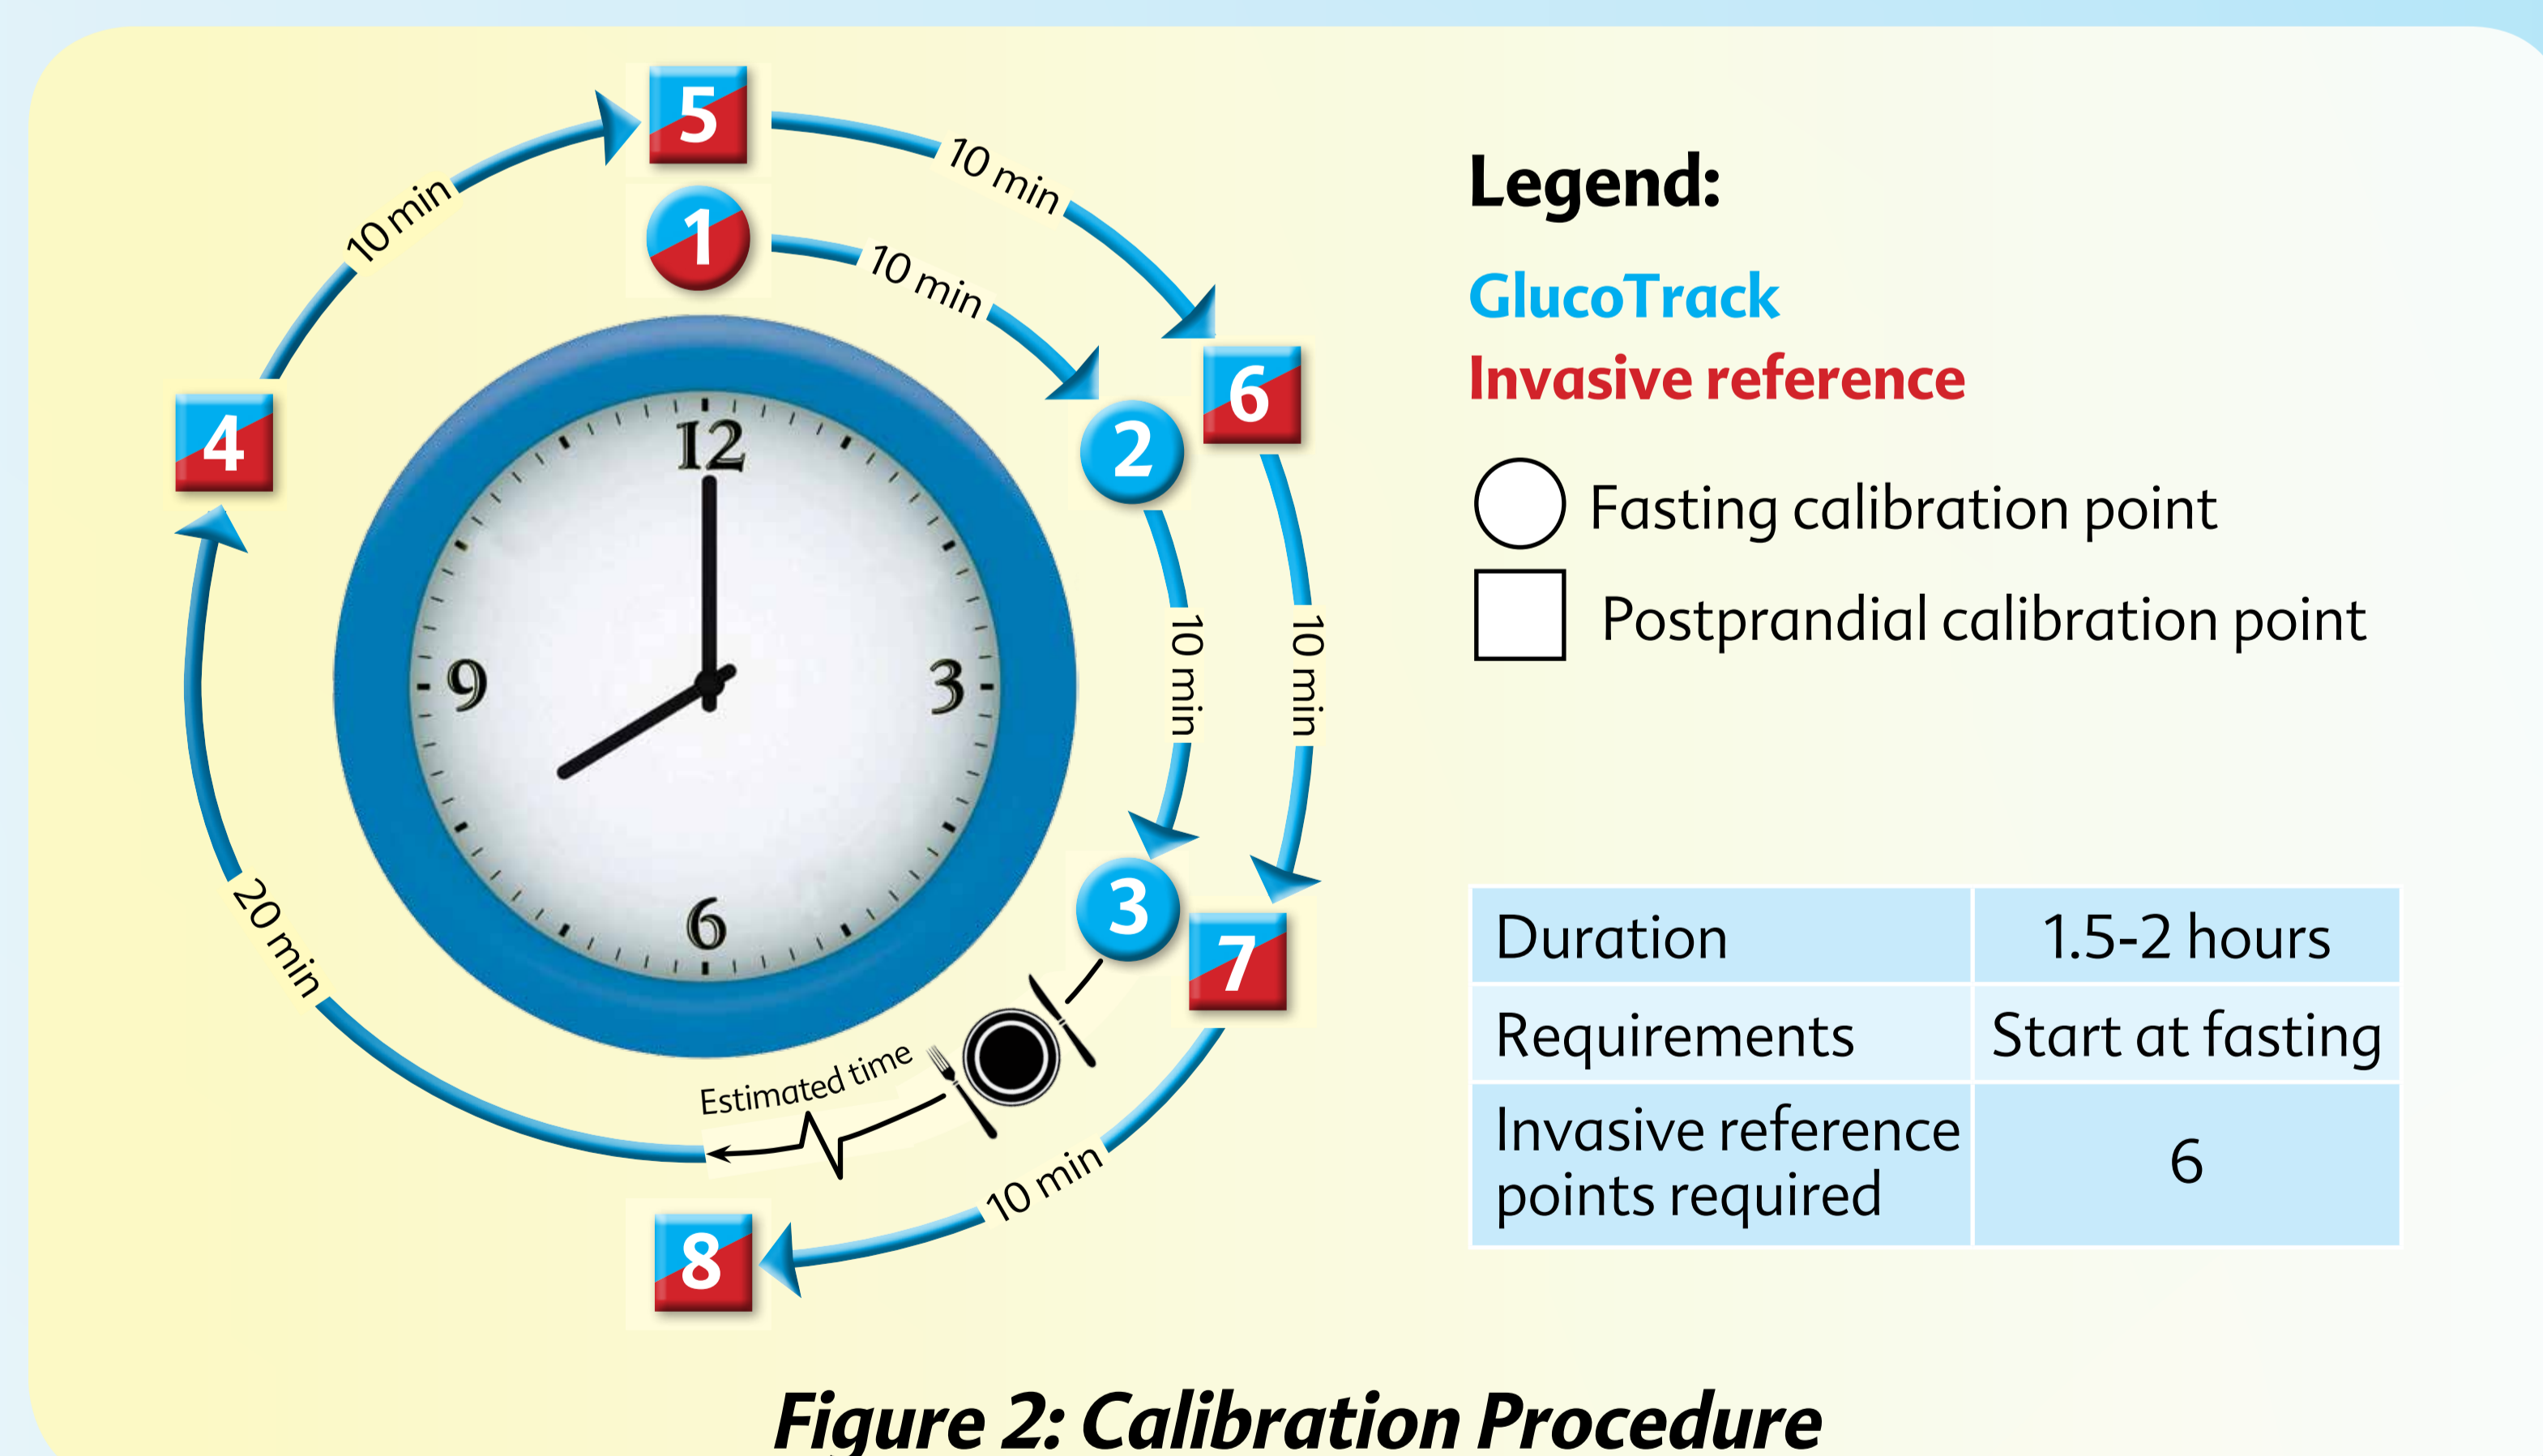 5
10 min
1
10 min
10 min
6
4
2
12
9
3
6
10 min
10 min
3
7
20 min
Estimated time
10 min
8
Legend:
GlucoTrack
Invasive reference
Fasting calibration point
Postprandial calibration point
Duration
1.5-2 hours
Requirements
Start at fasting
Invasive reference
points required
6
Figure 2: Calibration Procedure